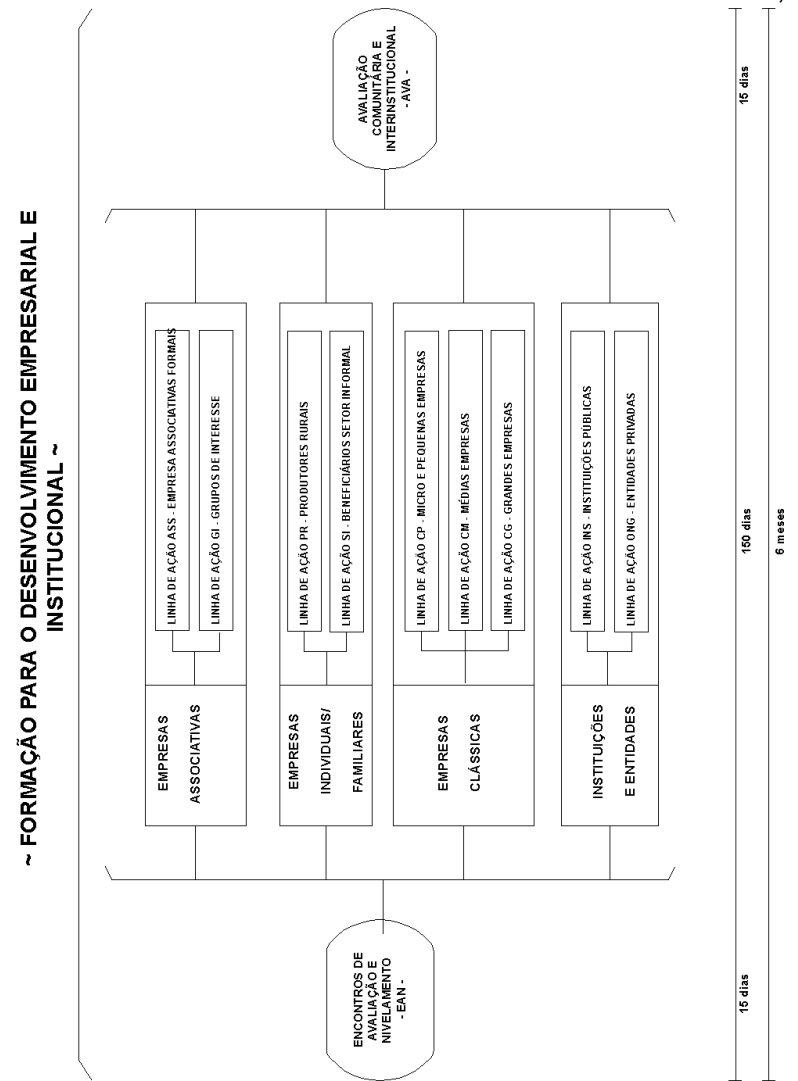 ~ FORMAÇÃO PARA O DESENVOLVIMENTO EMPRESARIAL E
INSTITUCIONAL ~
ENCONTROS DE
AVALIAÇÃO E
NIVELAMENTO
- EAN -
EMPRESAS
ASSOCIATIVAS
LINHA DE AÇÃO ASS - EMPRESA ASSOCIATIVAS FORMAIS
LINHA DE AÇÃO GI - GRUPOS DE INTERESSE
EMPRESAS
INDIVIDUAIS/
FAMILIARES
LINHA DE AÇÃO PR - PRODUTORES RURAIS
LINHA DE AÇÃO SI - BENEFICIÁRIOS SETOR INFORMAL
EMPRESAS
CLÁSSICAS
LINHA DE AÇÃO CP - MICRO E PEQUENAS EMPRESAS
LINHA DE AÇÃO CM - MÉDIAS EMPRESAS
LINHA DE AÇÃO CG - GRANDES EMPRESAS
INSTITUIÇÕES
E ENTIDADES
LINHA DE AÇÃO INS - INSTITUIÇÕES PÚBLICAS
LINHA DE AÇÃO ONG - ENTIDADES PRIVADAS
AVALIAÇÃO
COMUNITÁRIA E
INTERINSTITUCIONAL
- AVA -
15 dias
150 dias
15 dias
6 meses